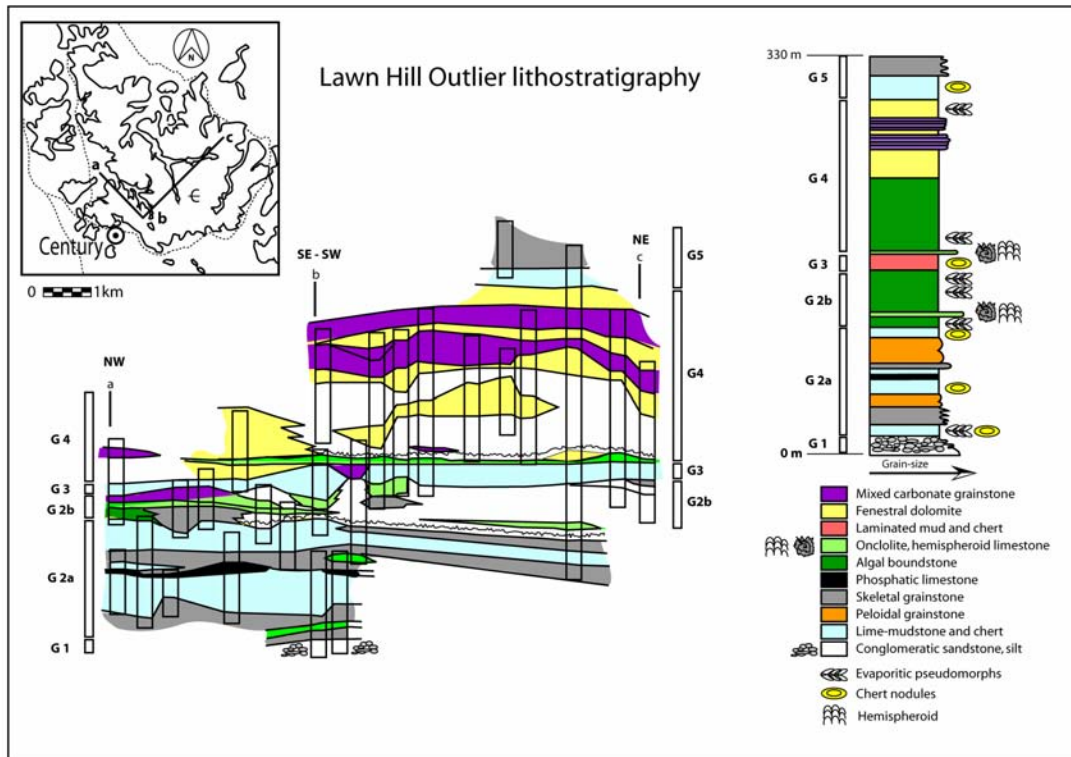 Lawn Hill Outlier lithostratigraphy
N
a
b
c
Є
Century
0 1km
NW
a
SE - SW
b
NE
c
G 4
G 3
G 2b
G 2a
G 1
G5
G4
G3
G2b
330 m
G 5
G 4
G 3
G 2b
G 2a
G 1
0 m
Grain-size
Mixed carbonate grainstone
Fenestral dolomite
Laminated mud and chert
Onclolite, hemispheroid limestone
Algal boundstone
Phosphatic limestone
Skeletal grainstone
Peloidal grainstone
Lime-mudstone and chert
Conglomeratic sandstone, silt
Evaporitic pseudomorphs
Chert nodules
Hemispheroid